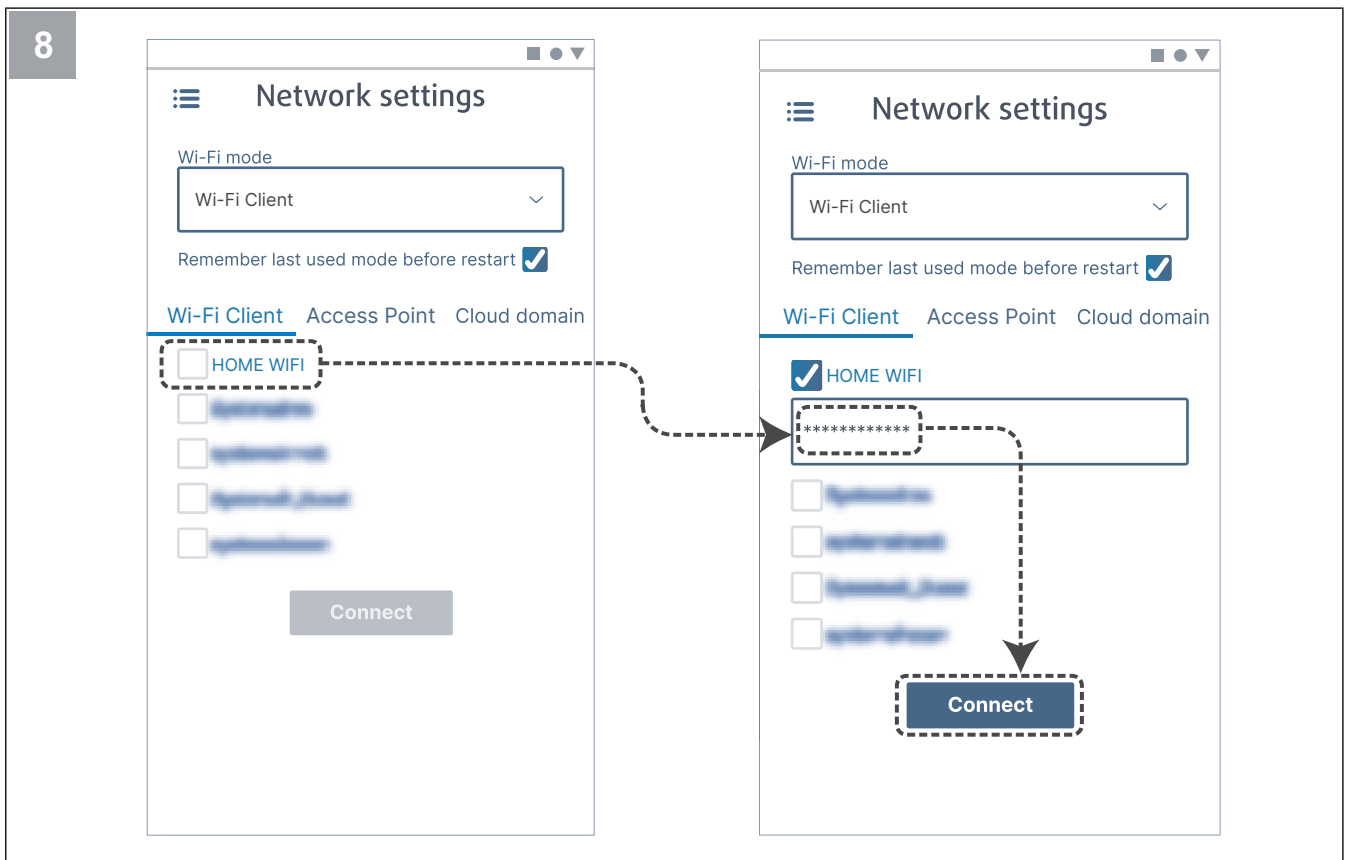 8
Network settings
Wi-Fi mode
Wi-Fi Client
Remember last used mode before restart
Wi-Fi Client Access Point Cloud domain
HOME WIFI
Connect
Network settings
Wi-Fi mode
Wi-Fi Client
Remember last used mode before restart
Wi-Fi Client Access Point Cloud domain
HOME WIFI
************
Connect